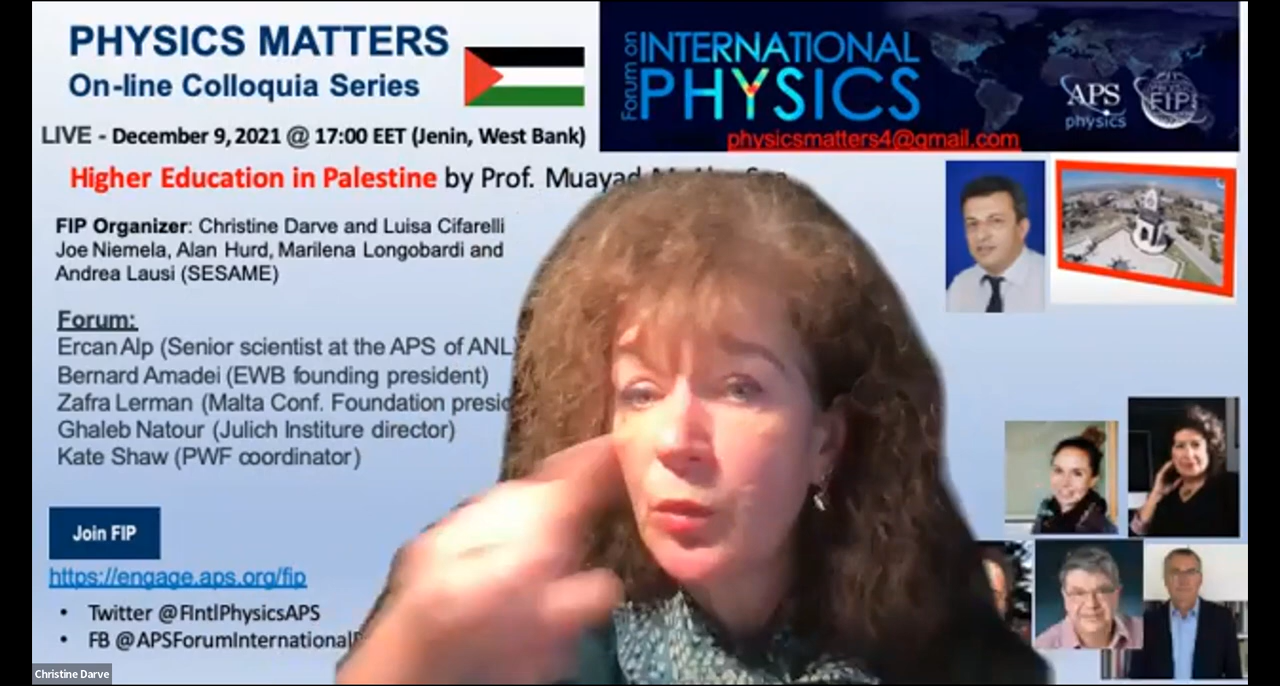 PHYSICS MATTERS
On-line Colloquia Series
LIVE - December 9, 2021 @ 17:00 EET (Jenin, West Bank)
Forum on
INTERNATIONAL
PHYSICS
APS
physics
FIP
physicsmatters4@gmail.com
Higher Education in Palestine by Prof. Muayad
FIP Organizer: Christine Darve and Luisa Cifarelli
Joe Niemela, Alan Hurd, Marilena Longobardi and
Andrea Lausi (SESAME)
Forum:
Ercan Alp (Senior scientist at the APS of ANL)
Bernard Amadei (EWB founding president)
Zafra Lerman (Malta Conf. Foundation presid
Ghaleb Natour (Julich Institure director)
Kate Shaw (PWF coordinator)
Join FIP
https://engage.aps.org/fip
• Twitter @FIntlPhysicsAPS
• FB @APSForumInternational
Christine Darve